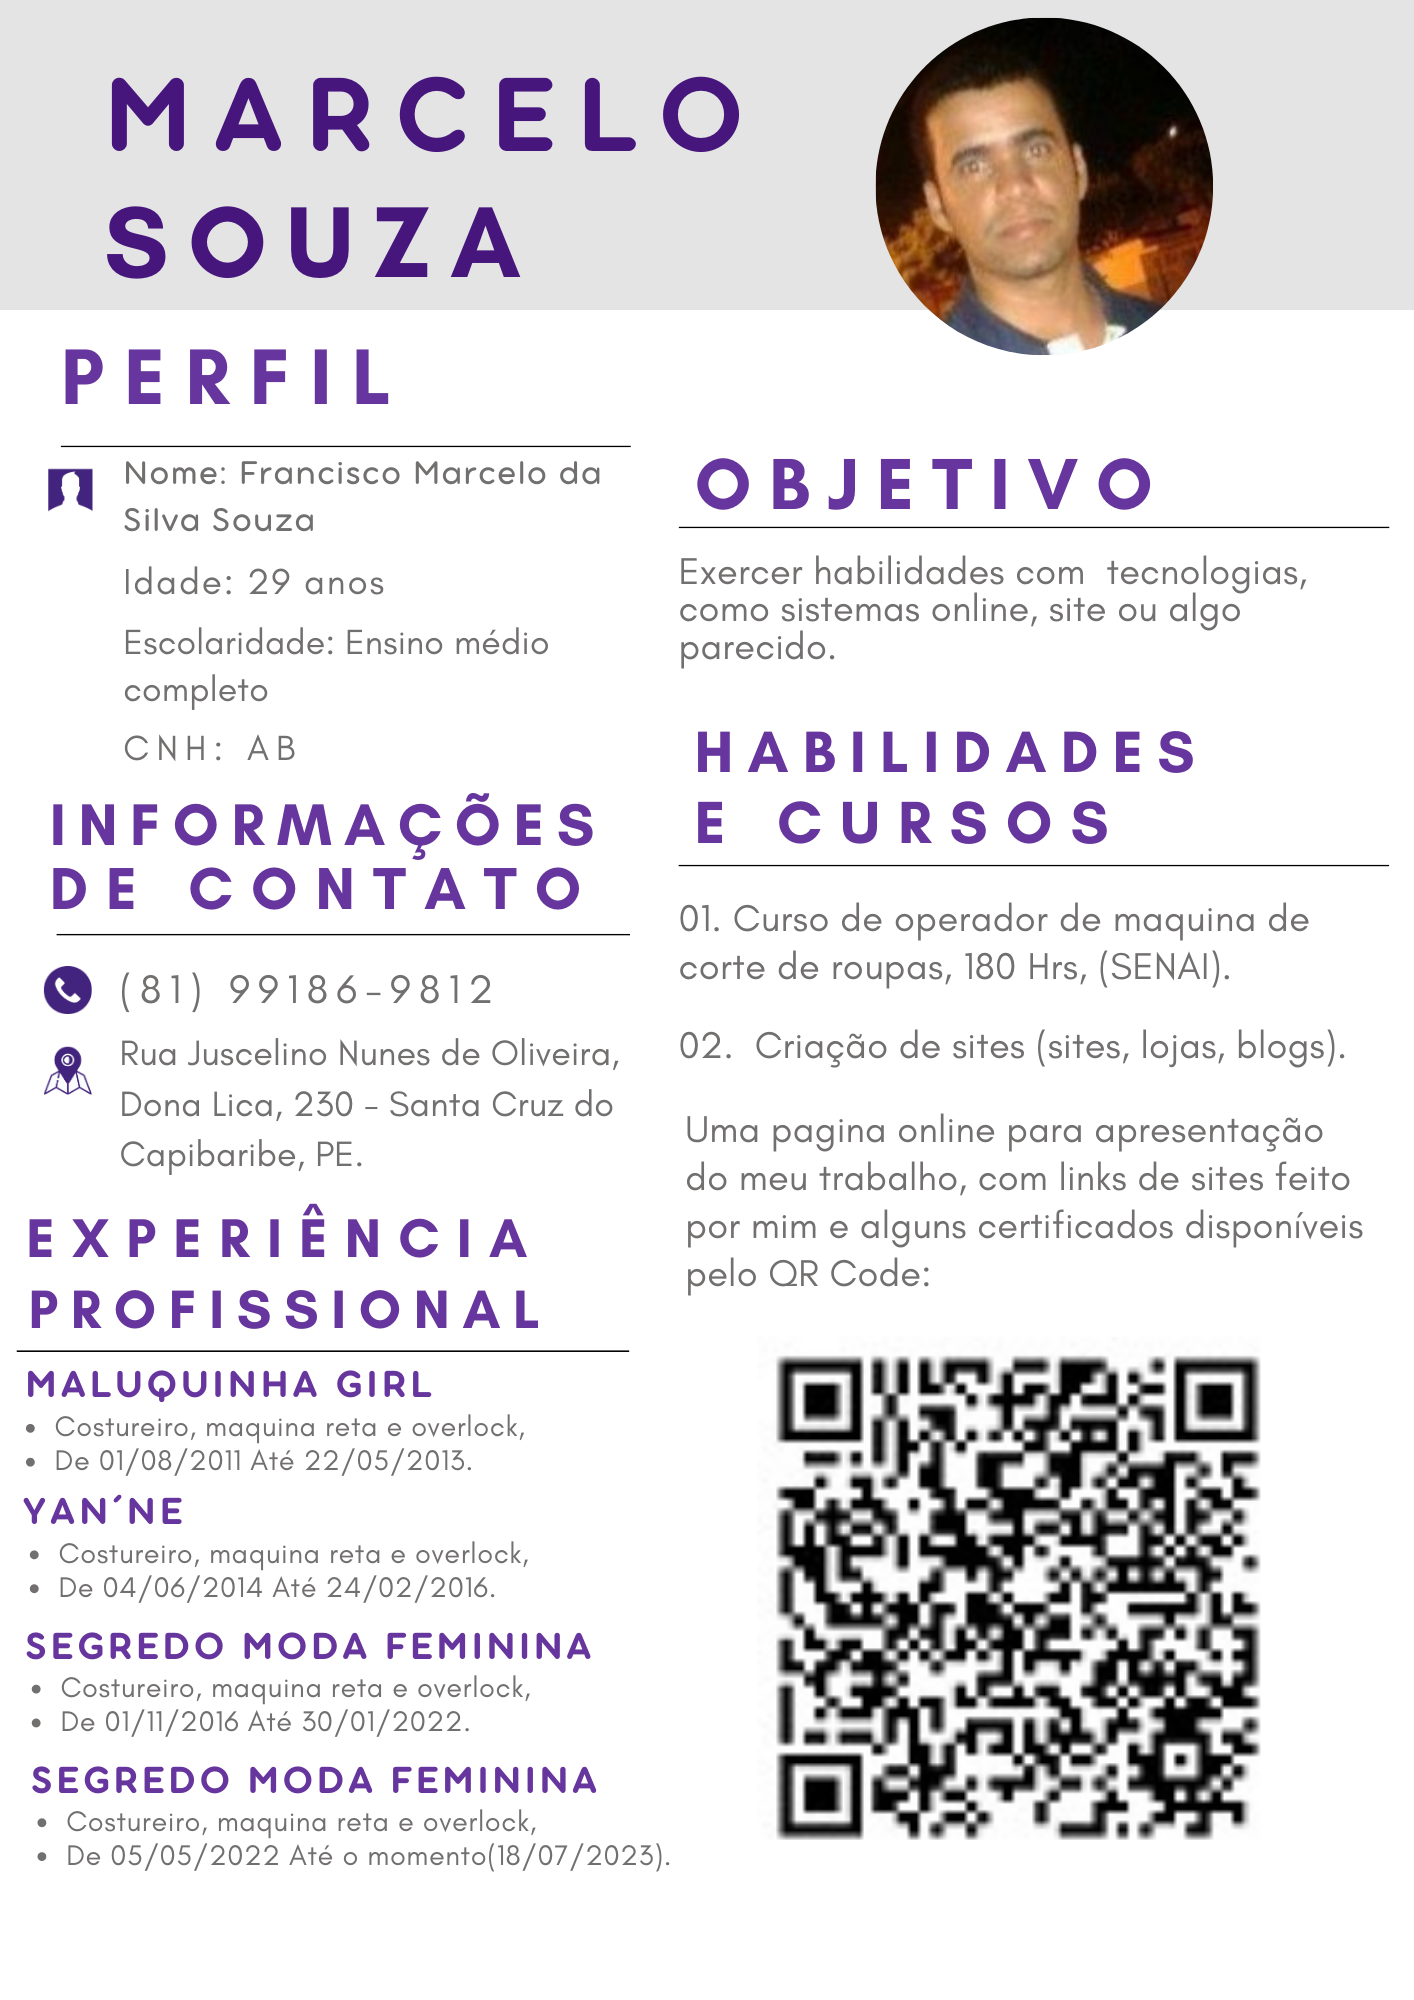 MARCELO
SOUZA
PERFIL
Nome: Francisco Marcelo da
Silva Souza
Idade: 29 anos
Escolaridade: Ensino médio
completo
CNH: AB
INFORMAÇÕES
DE CONTATO
(81) 99186-9812
Rua Juscelino Nunes de Oliveira,
Dona Lica, 230 - Santa Cruz do
Capibaribe, PE.
EXPERIÊNCIA
PROFISSIONAL
MALUQUINHA GIRL
• Costureiro, maquina reta e overlock,
• De 01/08/2011 Até 22/05/2013.
YAN´NE
• Costureiro, maquina reta e overlock,
• De 04/06/2014 Até 24/02/2016.
SEGREDO MODA FEMININA
• Costureiro, maquina reta e overlock,
• De 01/11/2016 Até 30/01/2022.
SEGREDO MODA FEMININA
• Costureiro, maquina reta e overlock,
• De 05/05/2022 Até o momento(18/07/2023).
OBJETIVO
Exercer habilidades com  tecnologias,
como sistemas online, site ou algo
parecido.
HABILIDADES
E CURSOS
01. Curso de operador de maquina de
corte de roupas, 180 Hrs, (SENAI).
02.  Criação de sites (sites, lojas, blogs).
Uma pagina online para apresentação
do meu trabalho, com links de sites feito
por mim e alguns certificados disponíveis
pelo QR Code: